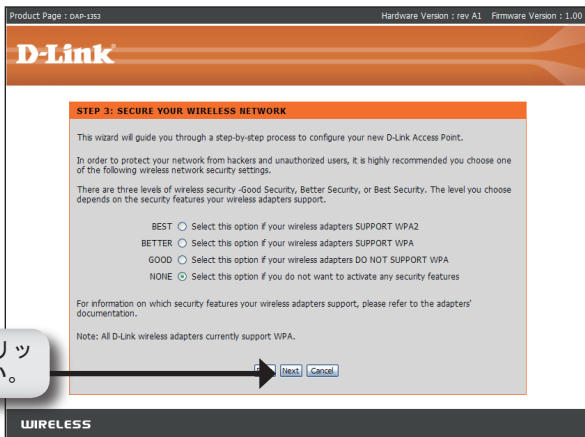 Product Page : DAP-1353 Hardware Version : rev A1 Firmware Version : 1.00
D-Link
STEP 3: SECURE YOUR WIRELESS NETWORK
This wizard will guide you through a step-by-step process to configure your new D-Link Access Point.
In order to protect your network from hackers and unauthorized users, it is highly recommended you choose one
of the following wireless network security settings.
There are three levels of wireless security -Good Security, Better Security, or Best Security. The level you choose
depends on the security features your wireless adapters support.
BEST Select this option if your wireless adapters SUPPORT WPA2
BETTER Select this option if your wireless adapters SUPPORT WPA
GOOD Select this option if your wireless adapters DO NOT SUPPORT WPA
NONE Select this option if you do not want to activate any security features
For information on which security features your wireless adapters support, please refer to the adapters'
documentation.
Note: All D-Link wireless adapters currently support WPA.
リッ
い。
Next Cancel
WIRELESS